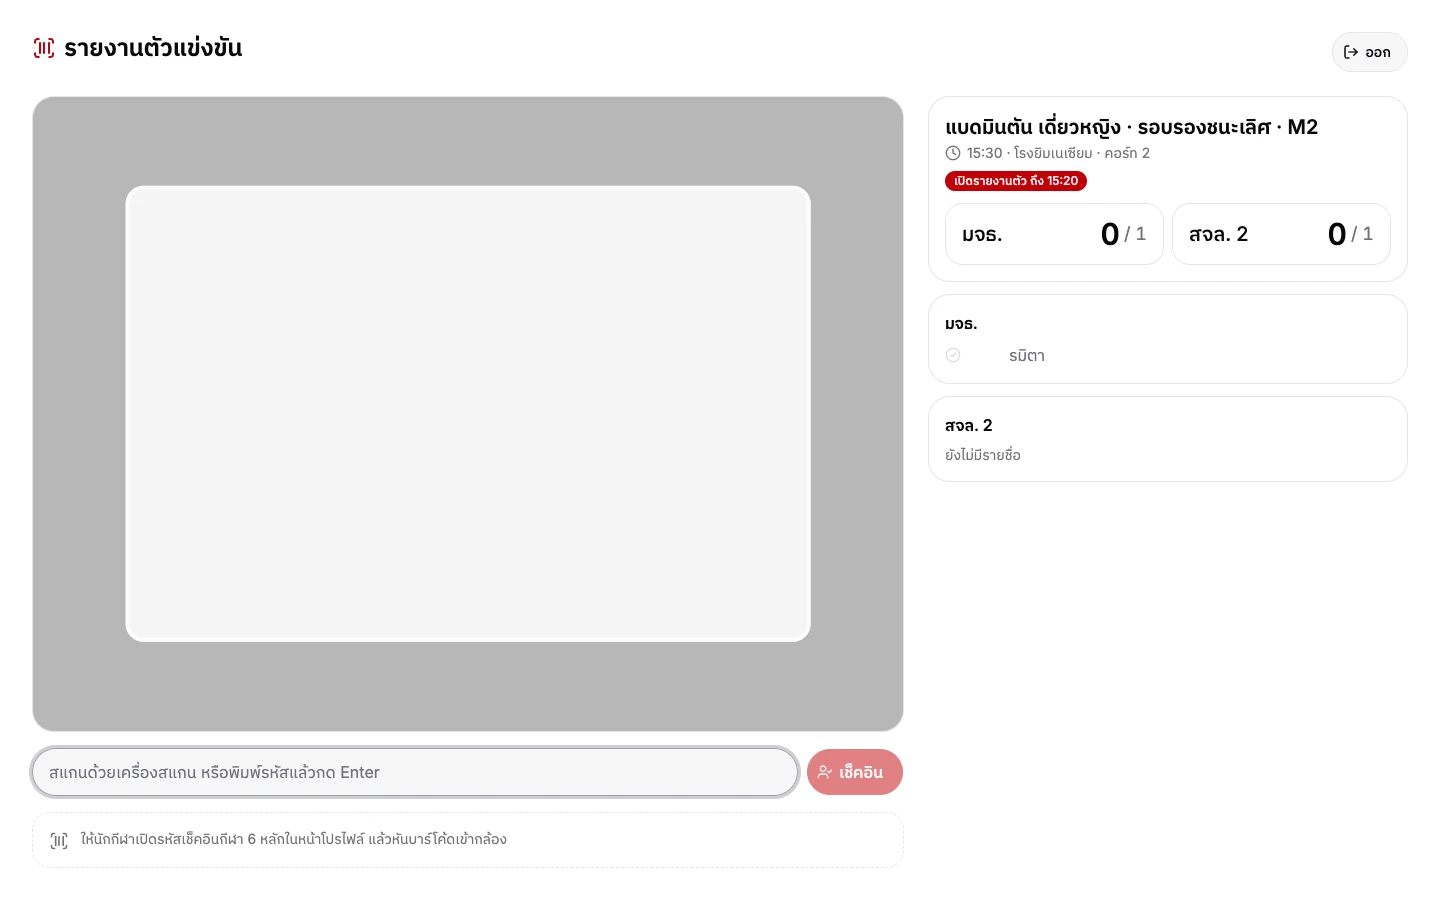 รายงานตัวแข่งขัน
ออก
แบดมินตัน เดี่ยวหญิง · รอบรองชนะเลิศ · M2
15:30 · โรงยิมเนเซียม · คอร์ท 2
เปิดรายงานตัว ถึง 15:20
มจธ. 0 / 1
สจล. 2 0 / 1
มจธ.
รมิตา
สจล. 2
ยังไม่มีรายชื่อ
สแกนด้วยเครื่องสแกน หรือพิมพ์รหัสแล้วกด Enter
เช็คอิน
ให้นักกีฬาเปิดรหัสเช็คอินกีฬา 6 หลักในหน้าโปรไฟล์ แล้วหันบาร์โค้ดเข้ากล้อง